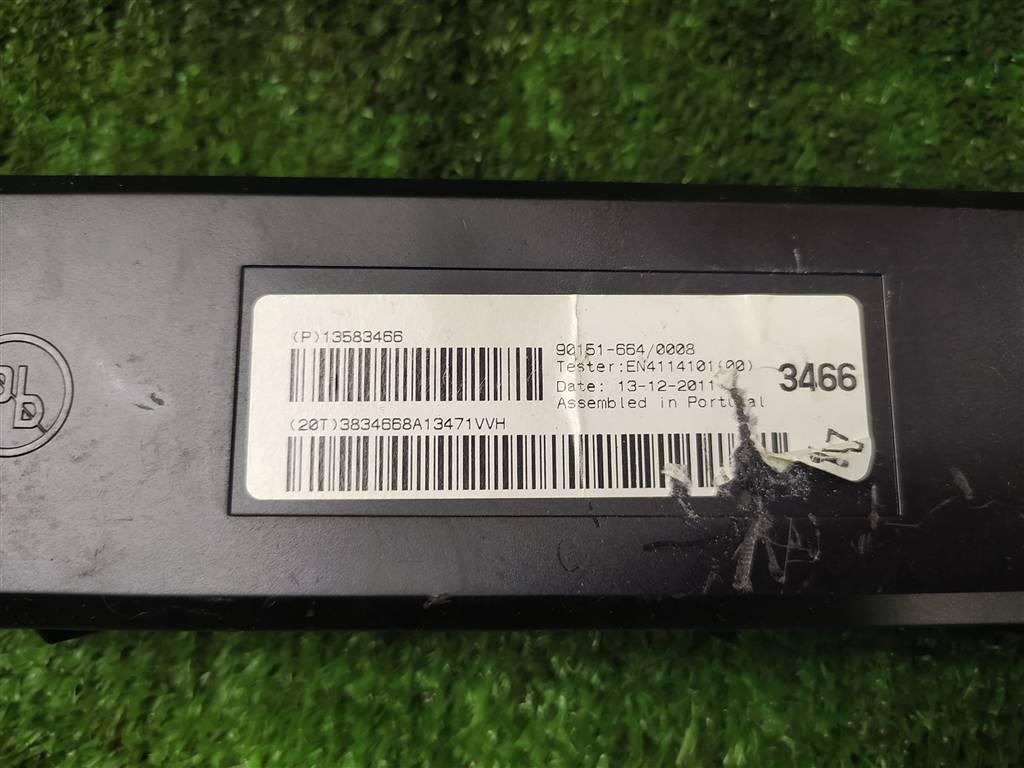 (P)13583466
90151-664/0008
Tester:EN4114101(00)
Date: 13-12-2011
Assembled in Portugal
3466
(20T)3834668A13471VVH